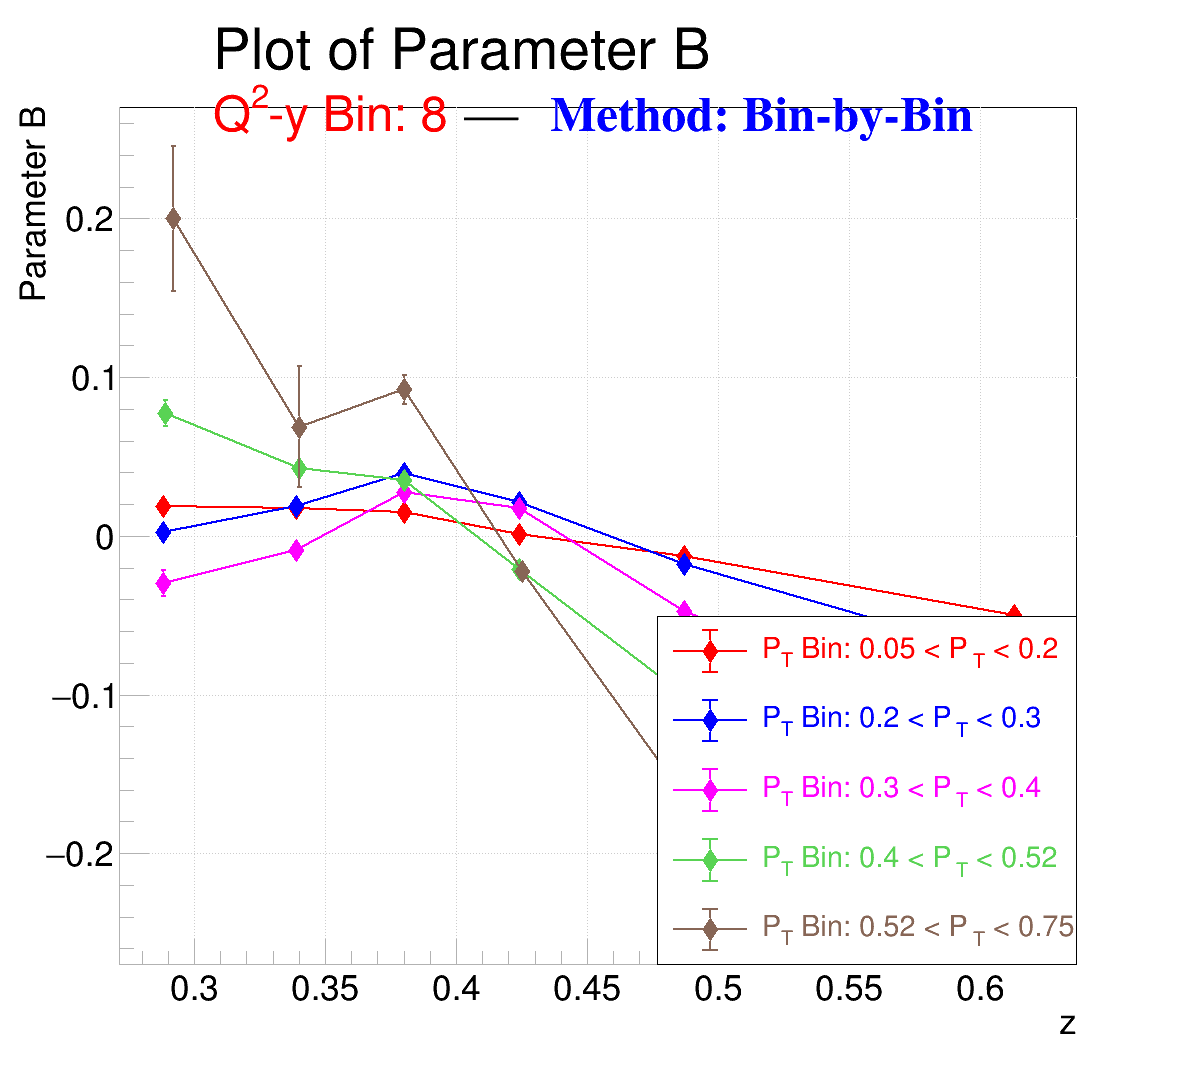 Plot of Parameter B
Q2-y Bin: 8 — Method: Bin-by-Bin
Parameter B
0.2
0.1
0
−0.1
−0.2
PT Bin: 0.05 < PT < 0.2
PT Bin: 0.2 < PT < 0.3
PT Bin: 0.3 < PT < 0.4
PT Bin: 0.4 < PT < 0.52
PT Bin: 0.52 < PT < 0.75
0.3 0.35 0.4 0.45 0.5 0.55 0.6
z